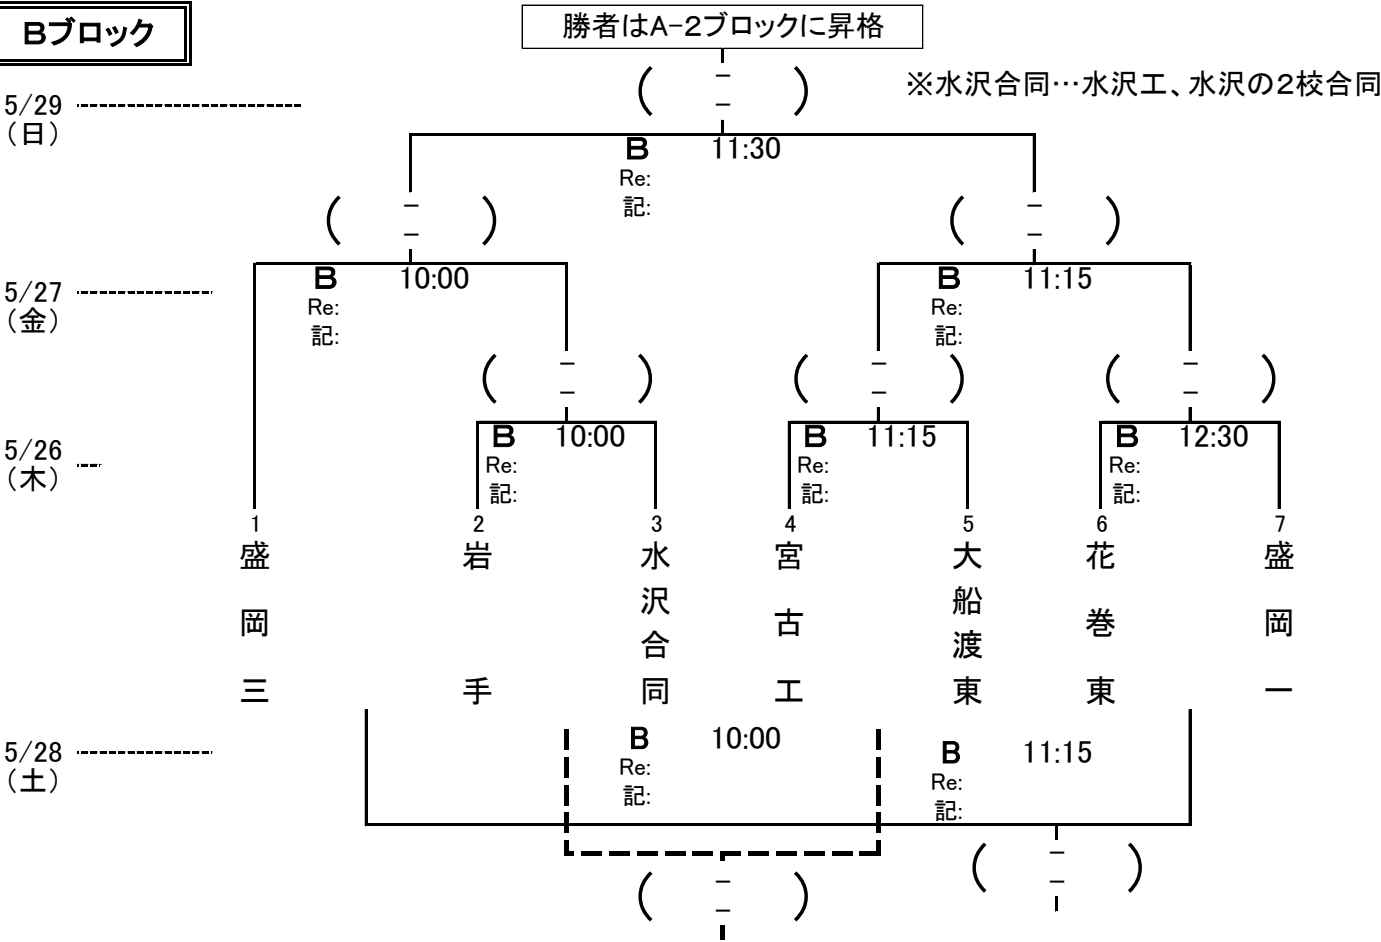 Bブロック
勝者はA-2ブロックに昇格
※水沢合同…水沢工、水沢の2校合同
5/29
（日）
( － － )
B 11:30
Re:
記:
( － － )
( － － )
5/27
（金）
B 10:00
Re:
記:
B 11:15
Re:
記:
( － － )
( － － )
( － － )
5/26
（木）
B 10:00
Re:
記:
B 11:15
Re:
記:
B 12:30
Re:
記:
1
盛岡三
2
岩手
3
水沢合同
4
宮古工
5
大船渡東
6
花巻東
7
盛岡一
5/28
（土）
B 10:00
Re:
記:
B 11:15
Re:
記:
( － － )
( － － )